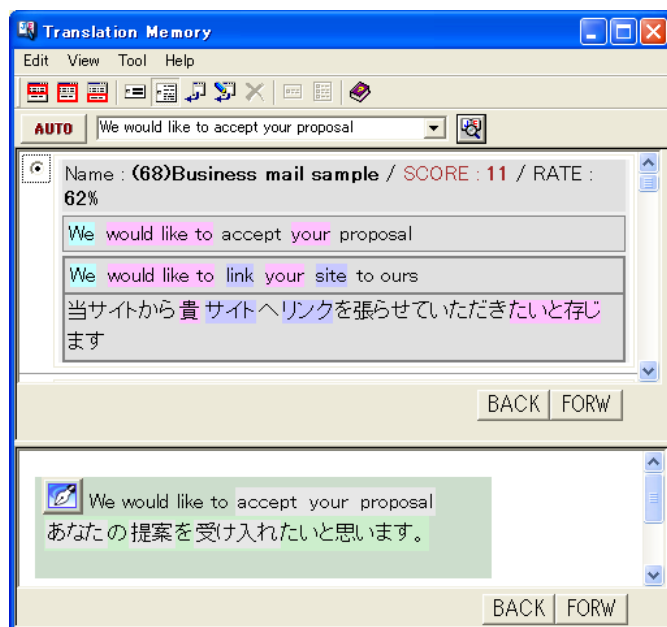 Translation Memory
Edit View Tool Help
AUTO We would like to accept your proposal
Name : (68)Business mail sample / SCORE : 11 / RATE :
62%
We would like to accept your proposal
We would like to link your site to ours
当サイトから貴サイトへリンクを張らせていただきたいと存じ
ます
BACK FORW
We would like to accept your proposal
あなたの提案を受け入れたいと思います。
BACK FORW